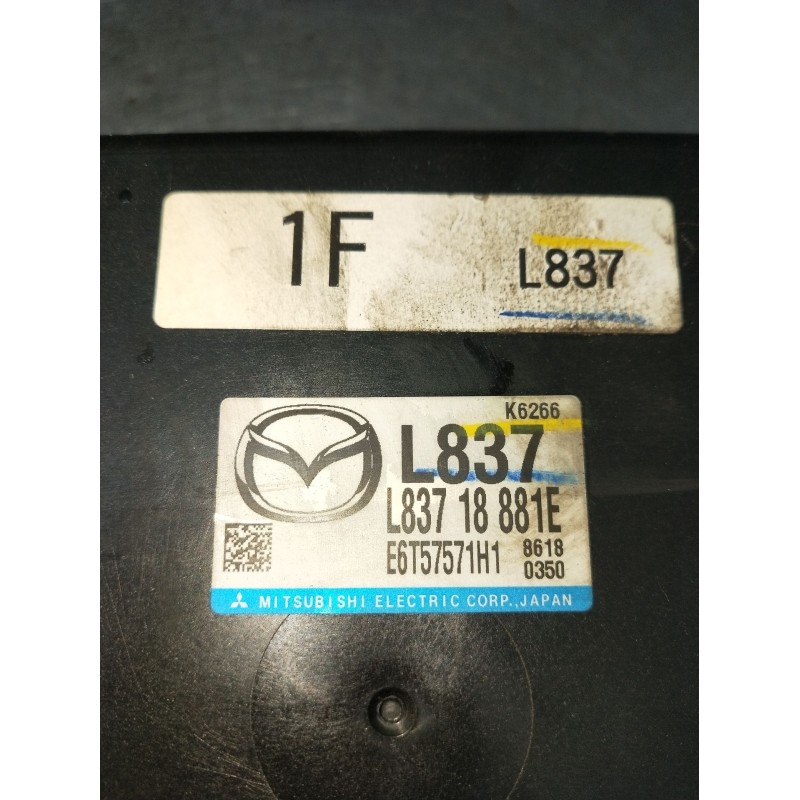 1F
L837
K6266
L837
L837 18 881E
E6T57571H1 8618
0350
MITSUBISHI ELECTRIC CORP., JAPAN